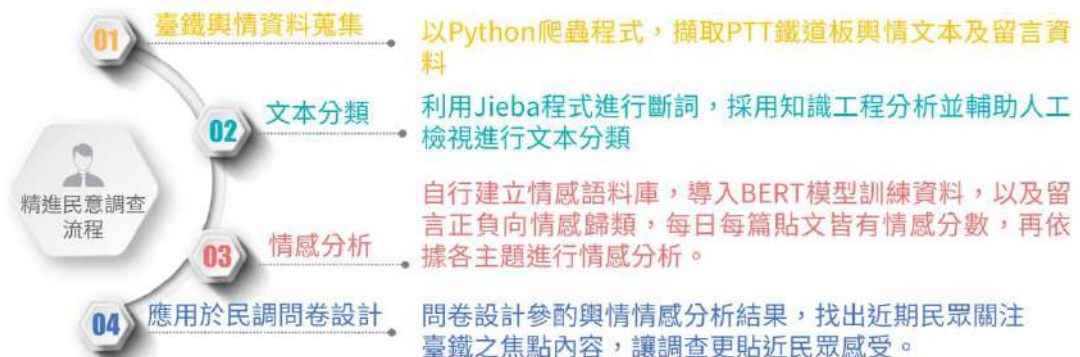 精進民意調查
流程
01
臺鐵輿情資料蒐集
以Python爬蟲程式，擷取PTT鐵道板輿情文本及留言資
料
02
文本分類
利用Jieba程式進行斷詞，採用知識工程分析並輔助人工
檢視進行文本分類
03
情感分析
自行建立情感語料庫，導入BERT模型訓練資料，以及留
言正負向情感歸類，每日每篇貼文皆有情感分數，再依
據各主題進行情感分析。
04
應用於民調問卷設計
問卷設計參酌輿情情感分析結果，找出近期民眾關注
臺鐵之焦點內容，讓調查更貼近民眾感受。